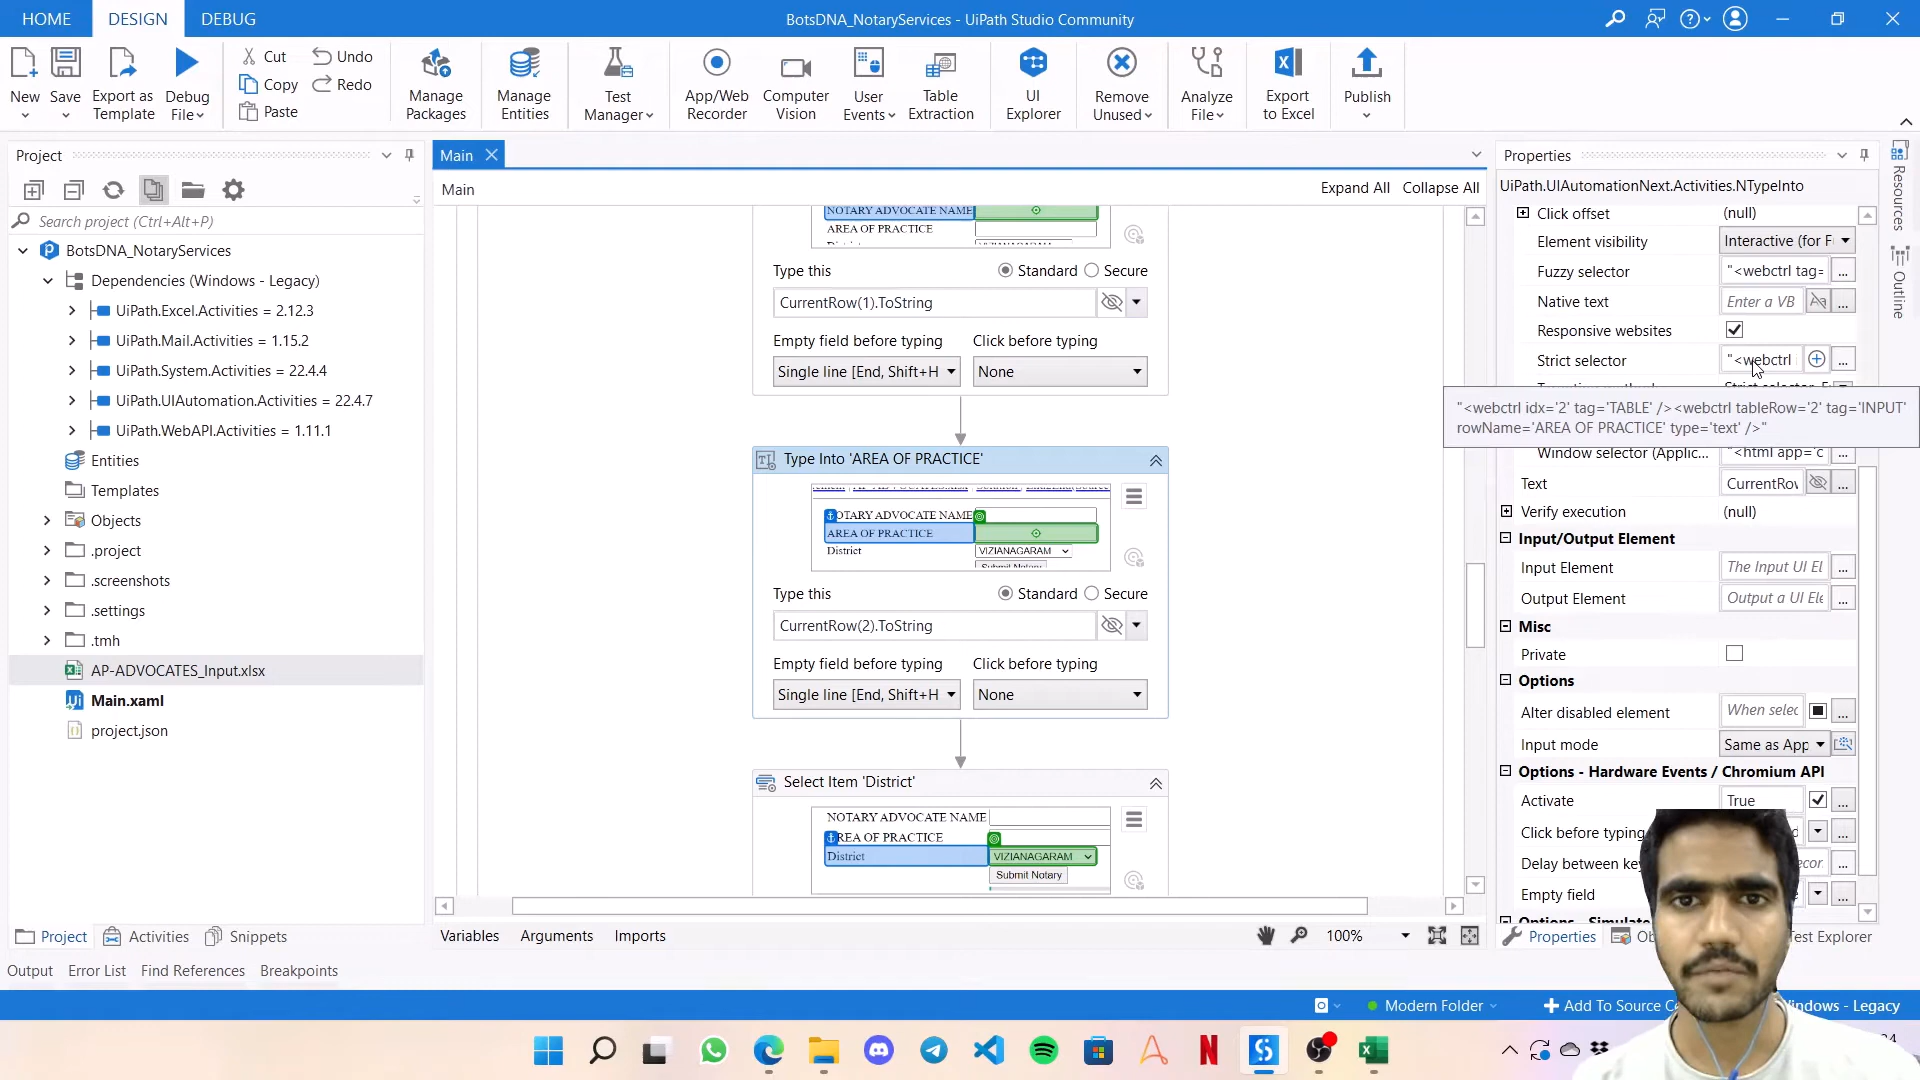 HOME DESIGN DEBUG BotsDNA_NotaryServices - UiPath Studio Community
Cut Undo
Copy Redo
Paste
New Save Export as Template Debug File
Manage Packages
Manage Entities
Test Manager
App/Web Recorder
Computer Vision
User Events
Table Extraction
UI Explorer
Remove Unused
Analyze File
Export to Excel
Publish
Project
Search project (Ctrl+Alt+P)
BotsDNA_NotaryServices
Dependencies (Windows - Legacy)
UiPath.Excel.Activities = 2.12.3
UiPath.Mail.Activities = 1.15.2
UiPath.System.Activities = 22.4.4
UiPath.UIAutomation.Activities = 22.4.7
UiPath.WebAPI.Activities = 1.11.1
Entities
Templates
Objects
.project
.screenshots
.settings
.tmh
AP-ADVOCATES_Input.xlsx
Main.xaml
project.json
Project Activities Snippets
Main
Main Expand All Collapse All
NOTARY ADVOCATE NAME
AREA OF PRACTICE
Type this Standard Secure
CurrentRow(1).ToString
Empty field before typing Click before typing
Single line [End, Shift+H None
Type Into 'AREA OF PRACTICE'
OTARY ADVOCATE NAME
AREA OF PRACTICE
District VIZIANAGARAM
Type this Standard Secure
CurrentRow(2).ToString
Empty field before typing Click before typing
Single line [End, Shift+H None
Select Item 'District'
NOTARY ADVOCATE NAME
REA OF PRACTICE
District VIZIANAGARAM
Submit Notary
Variables Arguments Imports 100%
Properties
UiPath.UIAutomationNext.Activities.NTypeInto
Click offset (null)
Element visibility Interactive (for F
Fuzzy selector "<webctrl tag=
Native text Enter a VB
Responsive websites
Strict selector "<webctrl
"<webctrl idx='2' tag='TABLE' /><webctrl tableRow='2' tag='INPUT'
rowName='AREA OF PRACTICE' type='text' />"
Window selector (Applic... "<html app='c
Text CurrentRov
Verify execution (null)
Input/Output Element
Input Element The Input UI El
Output Element Output a UI Ele
Misc
Private
Options
Alter disabled element When selec
Input mode Same as App
Options - Hardware Events / Chromium API
Activate True
Click before typing
Delay between ke
Empty field
Options - Simulate
Properties Test Explorer
Resources
Outline
Output Error List Find References Breakpoints
Modern Folder Add To Source Co indows - Legacy